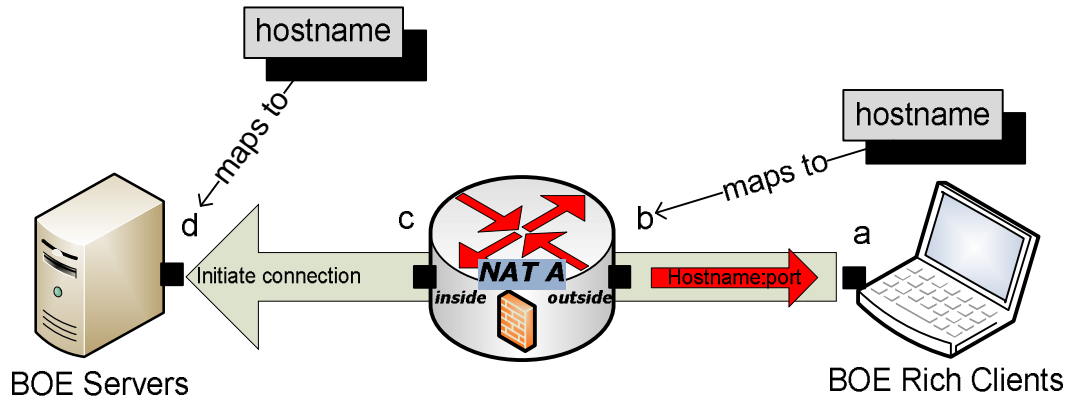 hostname
hostname
maps to
maps to
d
c
b
a
Initiate connection
NAT A
Hostname:port
inside
outside
BOE Servers
BOE Rich Clients